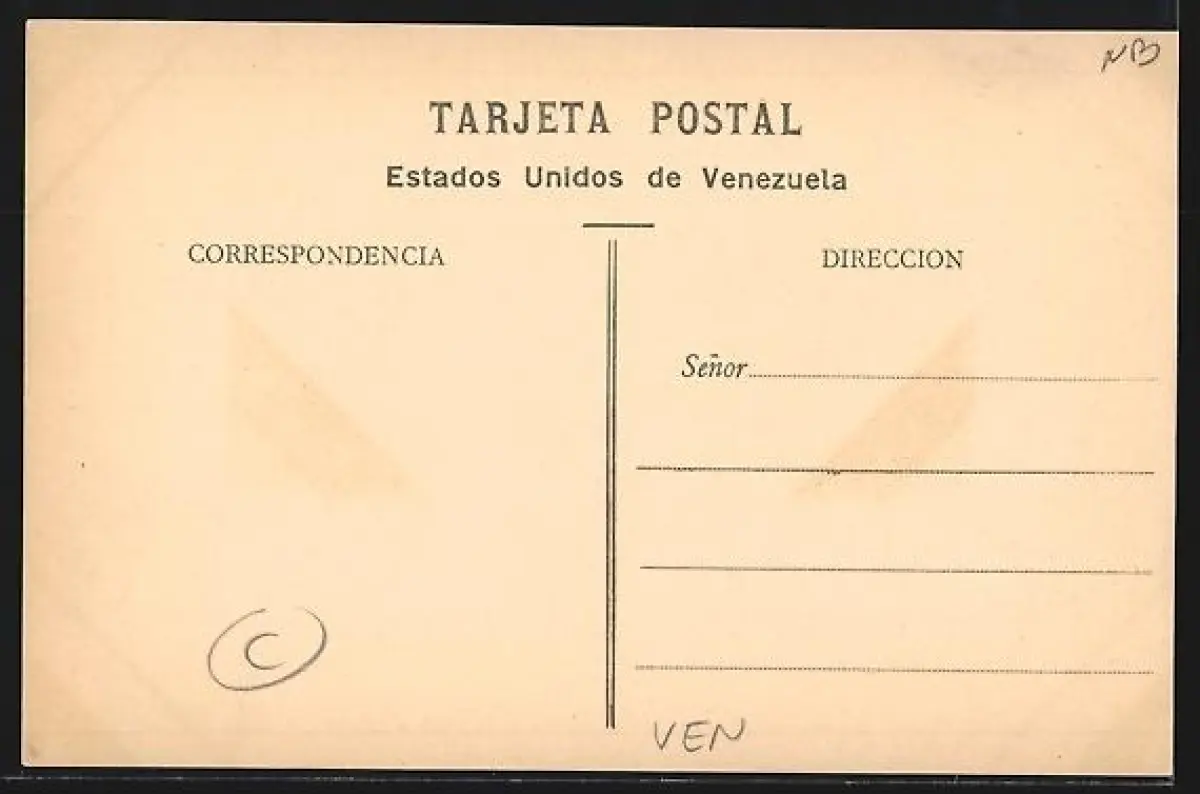 NB
TARJETA POSTAL
Estados Unidos de Venezuela
CORRESPONDENCIA
DIRECCION
Señor
C
VEN